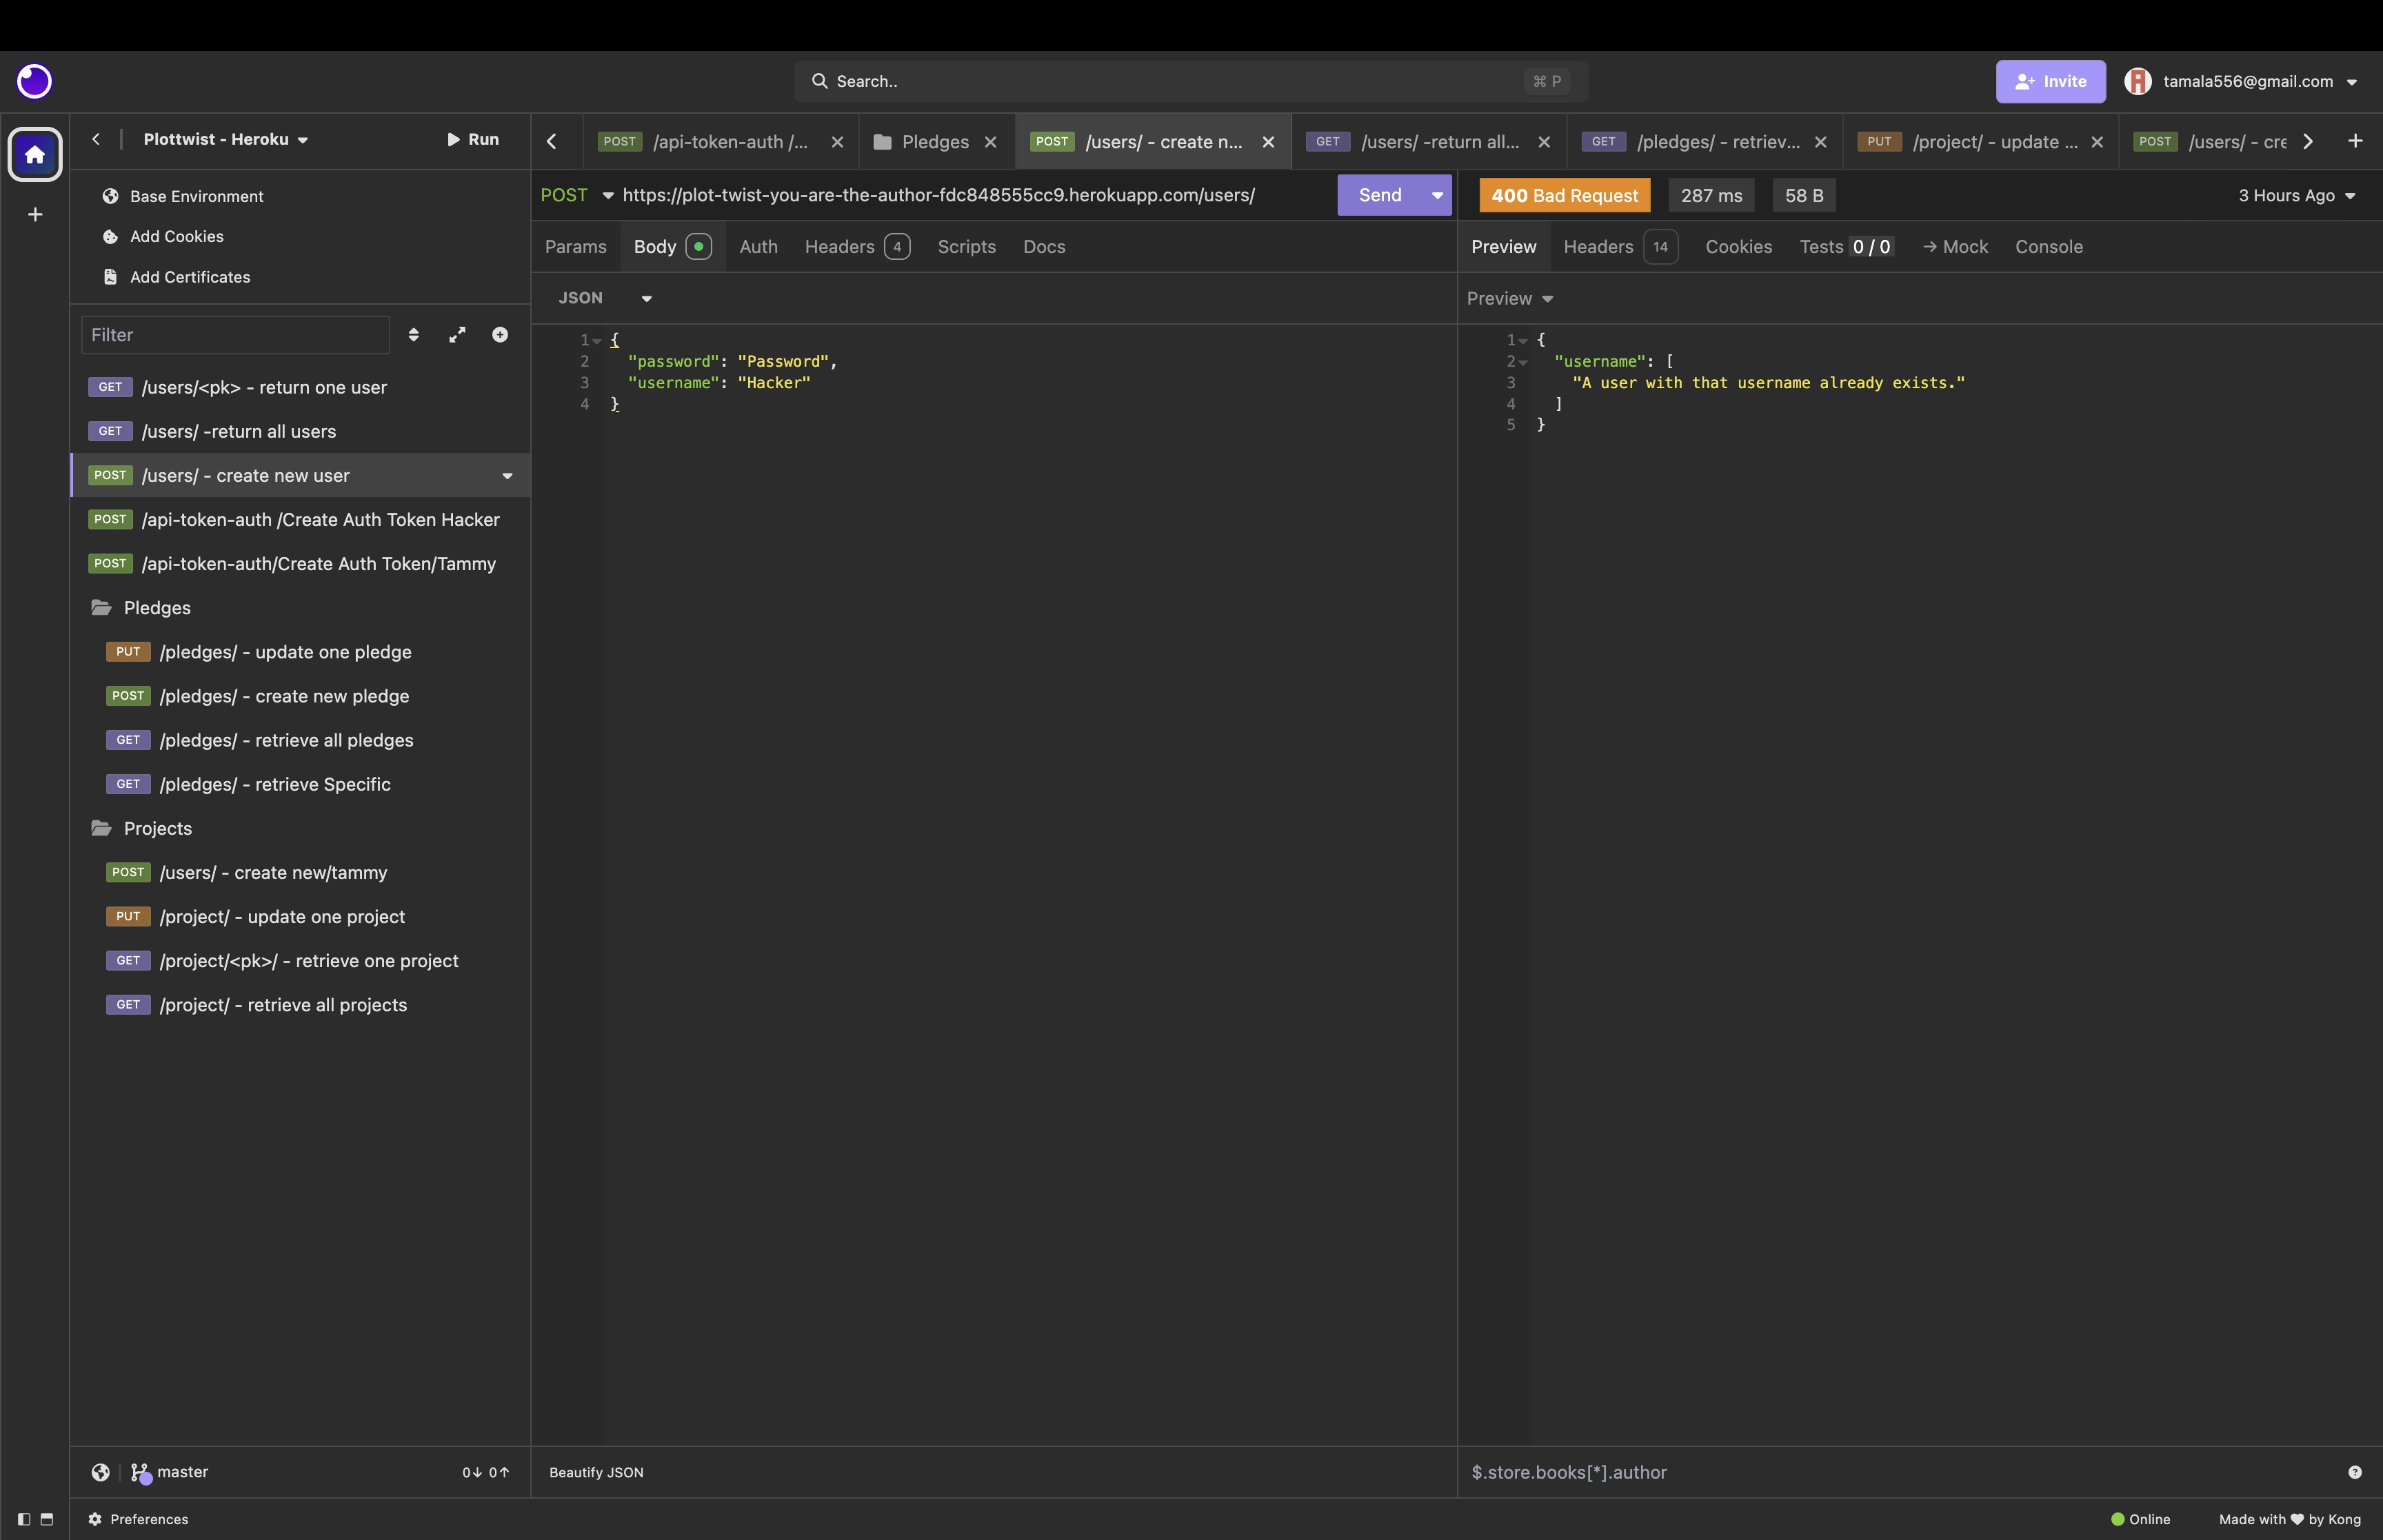 Search..
⌘ P
Invite
tamala556@gmail.com
Plottwist - Heroku
Run
POST /api-token-auth /...
Pledges
POST /users/ - create n...
GET /users/ -return all...
GET /pledges/ - retriev...
PUT /project/ - update ...
POST /users/ - cre
Base Environment
Add Cookies
Add Certificates
Filter
GET /users/<pk> - return one user
GET /users/ -return all users
POST /users/ - create new user
POST /api-token-auth /Create Auth Token Hacker
POST /api-token-auth/Create Auth Token/Tammy
Pledges
PUT /pledges/ - update one pledge
POST /pledges/ - create new pledge
GET /pledges/ - retrieve all pledges
GET /pledges/ - retrieve Specific
Projects
POST /users/ - create new/tammy
PUT /project/ - update one project
GET /project/<pk>/ - retrieve one project
GET /project/ - retrieve all projects
master
0↓ 0↑
POST https://plot-twist-you-are-the-author-fdc848555cc9.herokuapp.com/users/
Send
Params Body Auth Headers 4 Scripts Docs
JSON
1 {
2 "password": "Password",
3 "username": "Hacker"
4 }
Beautify JSON
400 Bad Request 287 ms 58 B
3 Hours Ago
Preview Headers 14 Cookies Tests 0 / 0 → Mock Console
Preview
1 {
2 "username": [
3 "A user with that username already exists."
4 ]
5 }
$.store.books[*].author
Preferences
Online
Made with ♥ by Kong